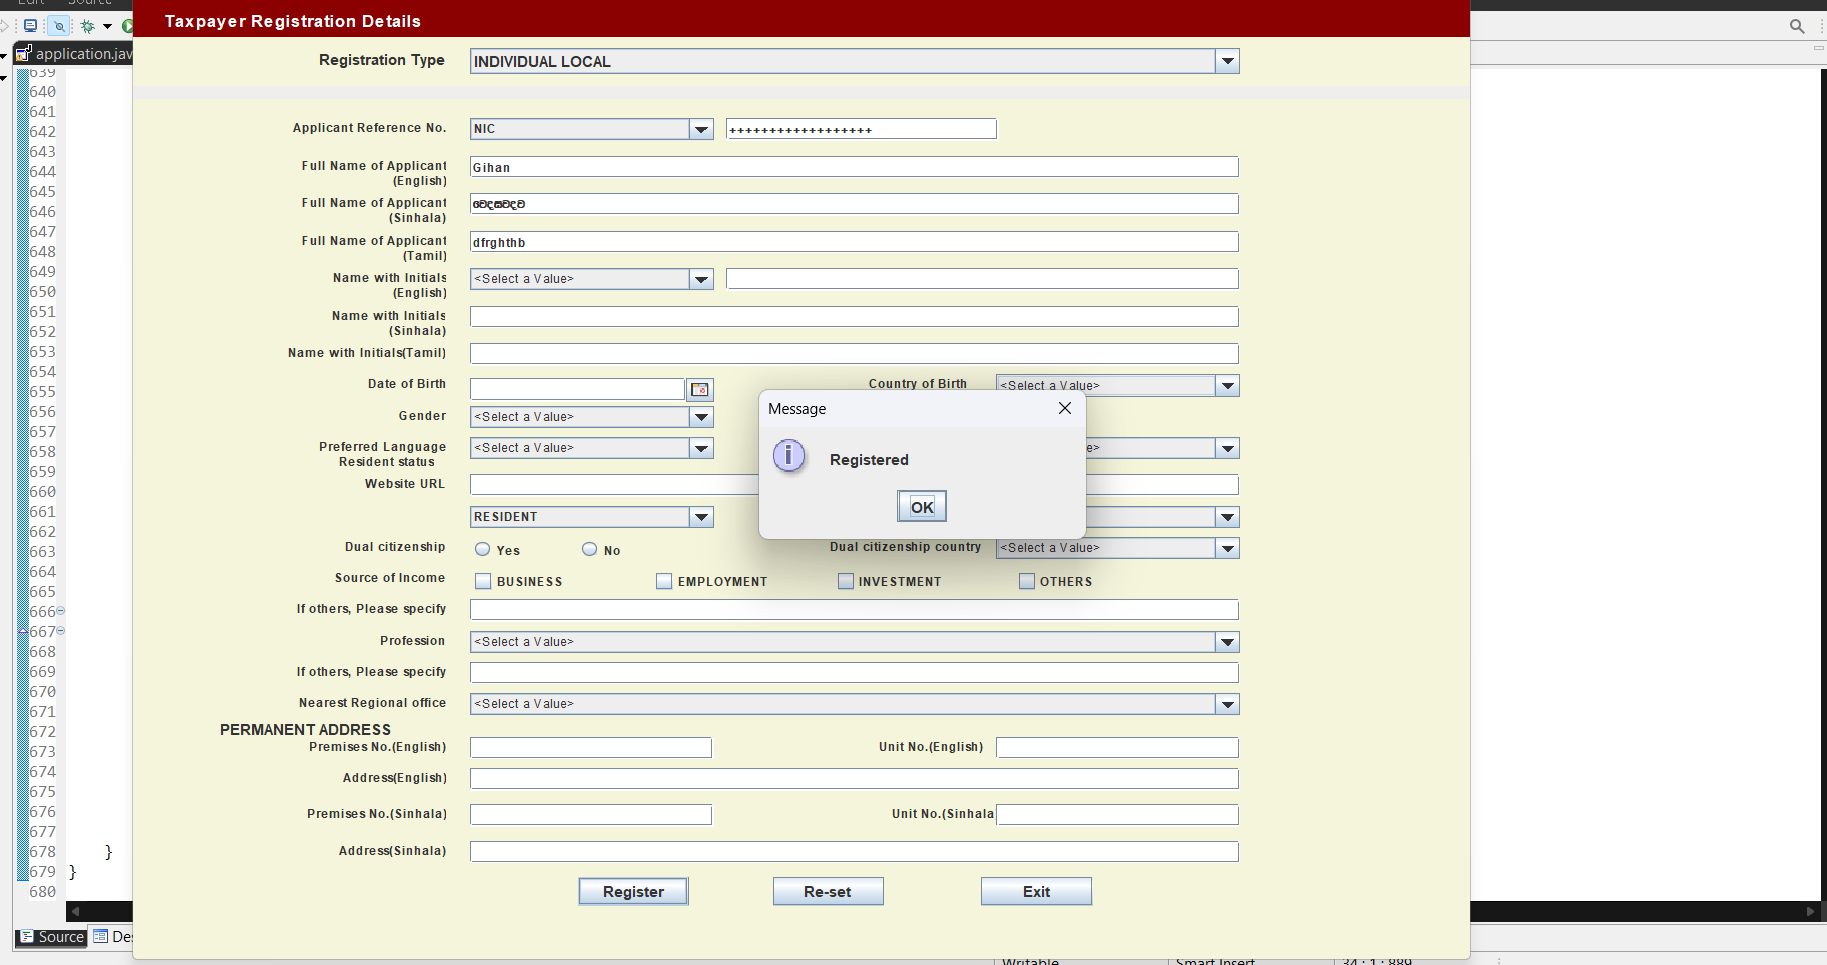 Taxpayer Registration Details
application.jav
Registration Type INDIVIDUAL LOCAL
Applicant Reference No. NIC ++++++++++++++++++
Full Name of Applicant (English) Gihan
Full Name of Applicant (Sinhala)
Full Name of Applicant (Tamil) dfrghthb
Name with Initials (English) <Select a Value>
Name with Initials (Sinhala)
Name with Initials(Tamil)
Date of Birth Country of Birth <Select a Value>
Gender <Select a Value>
Preferred Language <Select a Value> e>
Resident status
Website URL
RESIDENT
Dual citizenship Yes No Dual citizenship country <Select a Value>
Source of Income BUSINESS EMPLOYMENT INVESTMENT OTHERS
If others, Please specify
Profession <Select a Value>
If others, Please specify
Nearest Regional office <Select a Value>
PERMANENT ADDRESS
Premises No.(English) Unit No.(English)
Address(English)
Premises No.(Sinhala) Unit No.(Sinhala
Address(Sinhala)
Register Re-set Exit
Message
Registered
OK
639
640
641
642
643
644
645
646
647
648
649
650
651
652
653
654
655
656
657
658
659
660
661
662
663
664
665
666
667
668
669
670
671
672
673
674
675
676
677
678 }
679 }
680
Source Des
Writable Smart Insert 34 : 1 : 889